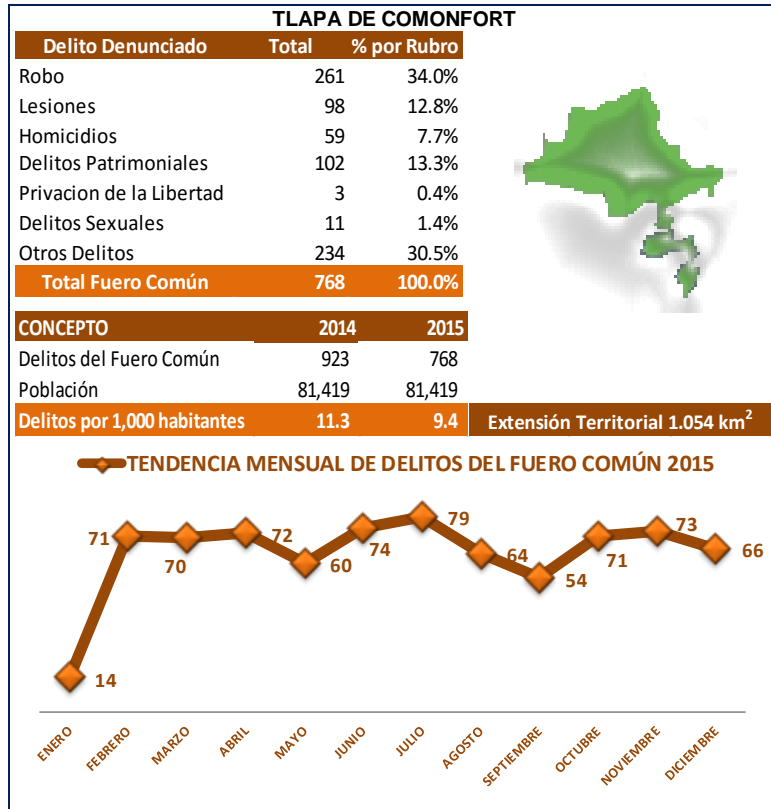 TLAPA DE COMONFORT
Delito Denunciado Total % por Rubro
Robo 261 34.0%
Lesiones 98 12.8%
Homicidios 59 7.7%
Delitos Patrimoniales 102 13.3%
Privacion de la Libertad 3 0.4%
Delitos Sexuales 11 1.4%
Otros Delitos 234 30.5%
Total Fuero Común 768 100.0%
CONCEPTO 2014 2015
Delitos del Fuero Común 923 768
Población 81,419 81,419
Delitos por 1,000 habitantes 11.3 9.4
Extensión Territorial 1.054 km²
TENDENCIA MENSUAL DE DELITOS DEL FUERO COMÚN 2015
14 71 70 72 60 74 79 64 54 71 73 66
ENERO FEBRERO MARZO ABRIL MAYO JUNIO JULIO AGOSTO SEPTIEMBRE OCTUBRE NOVIEMBRE DICIEMBRE